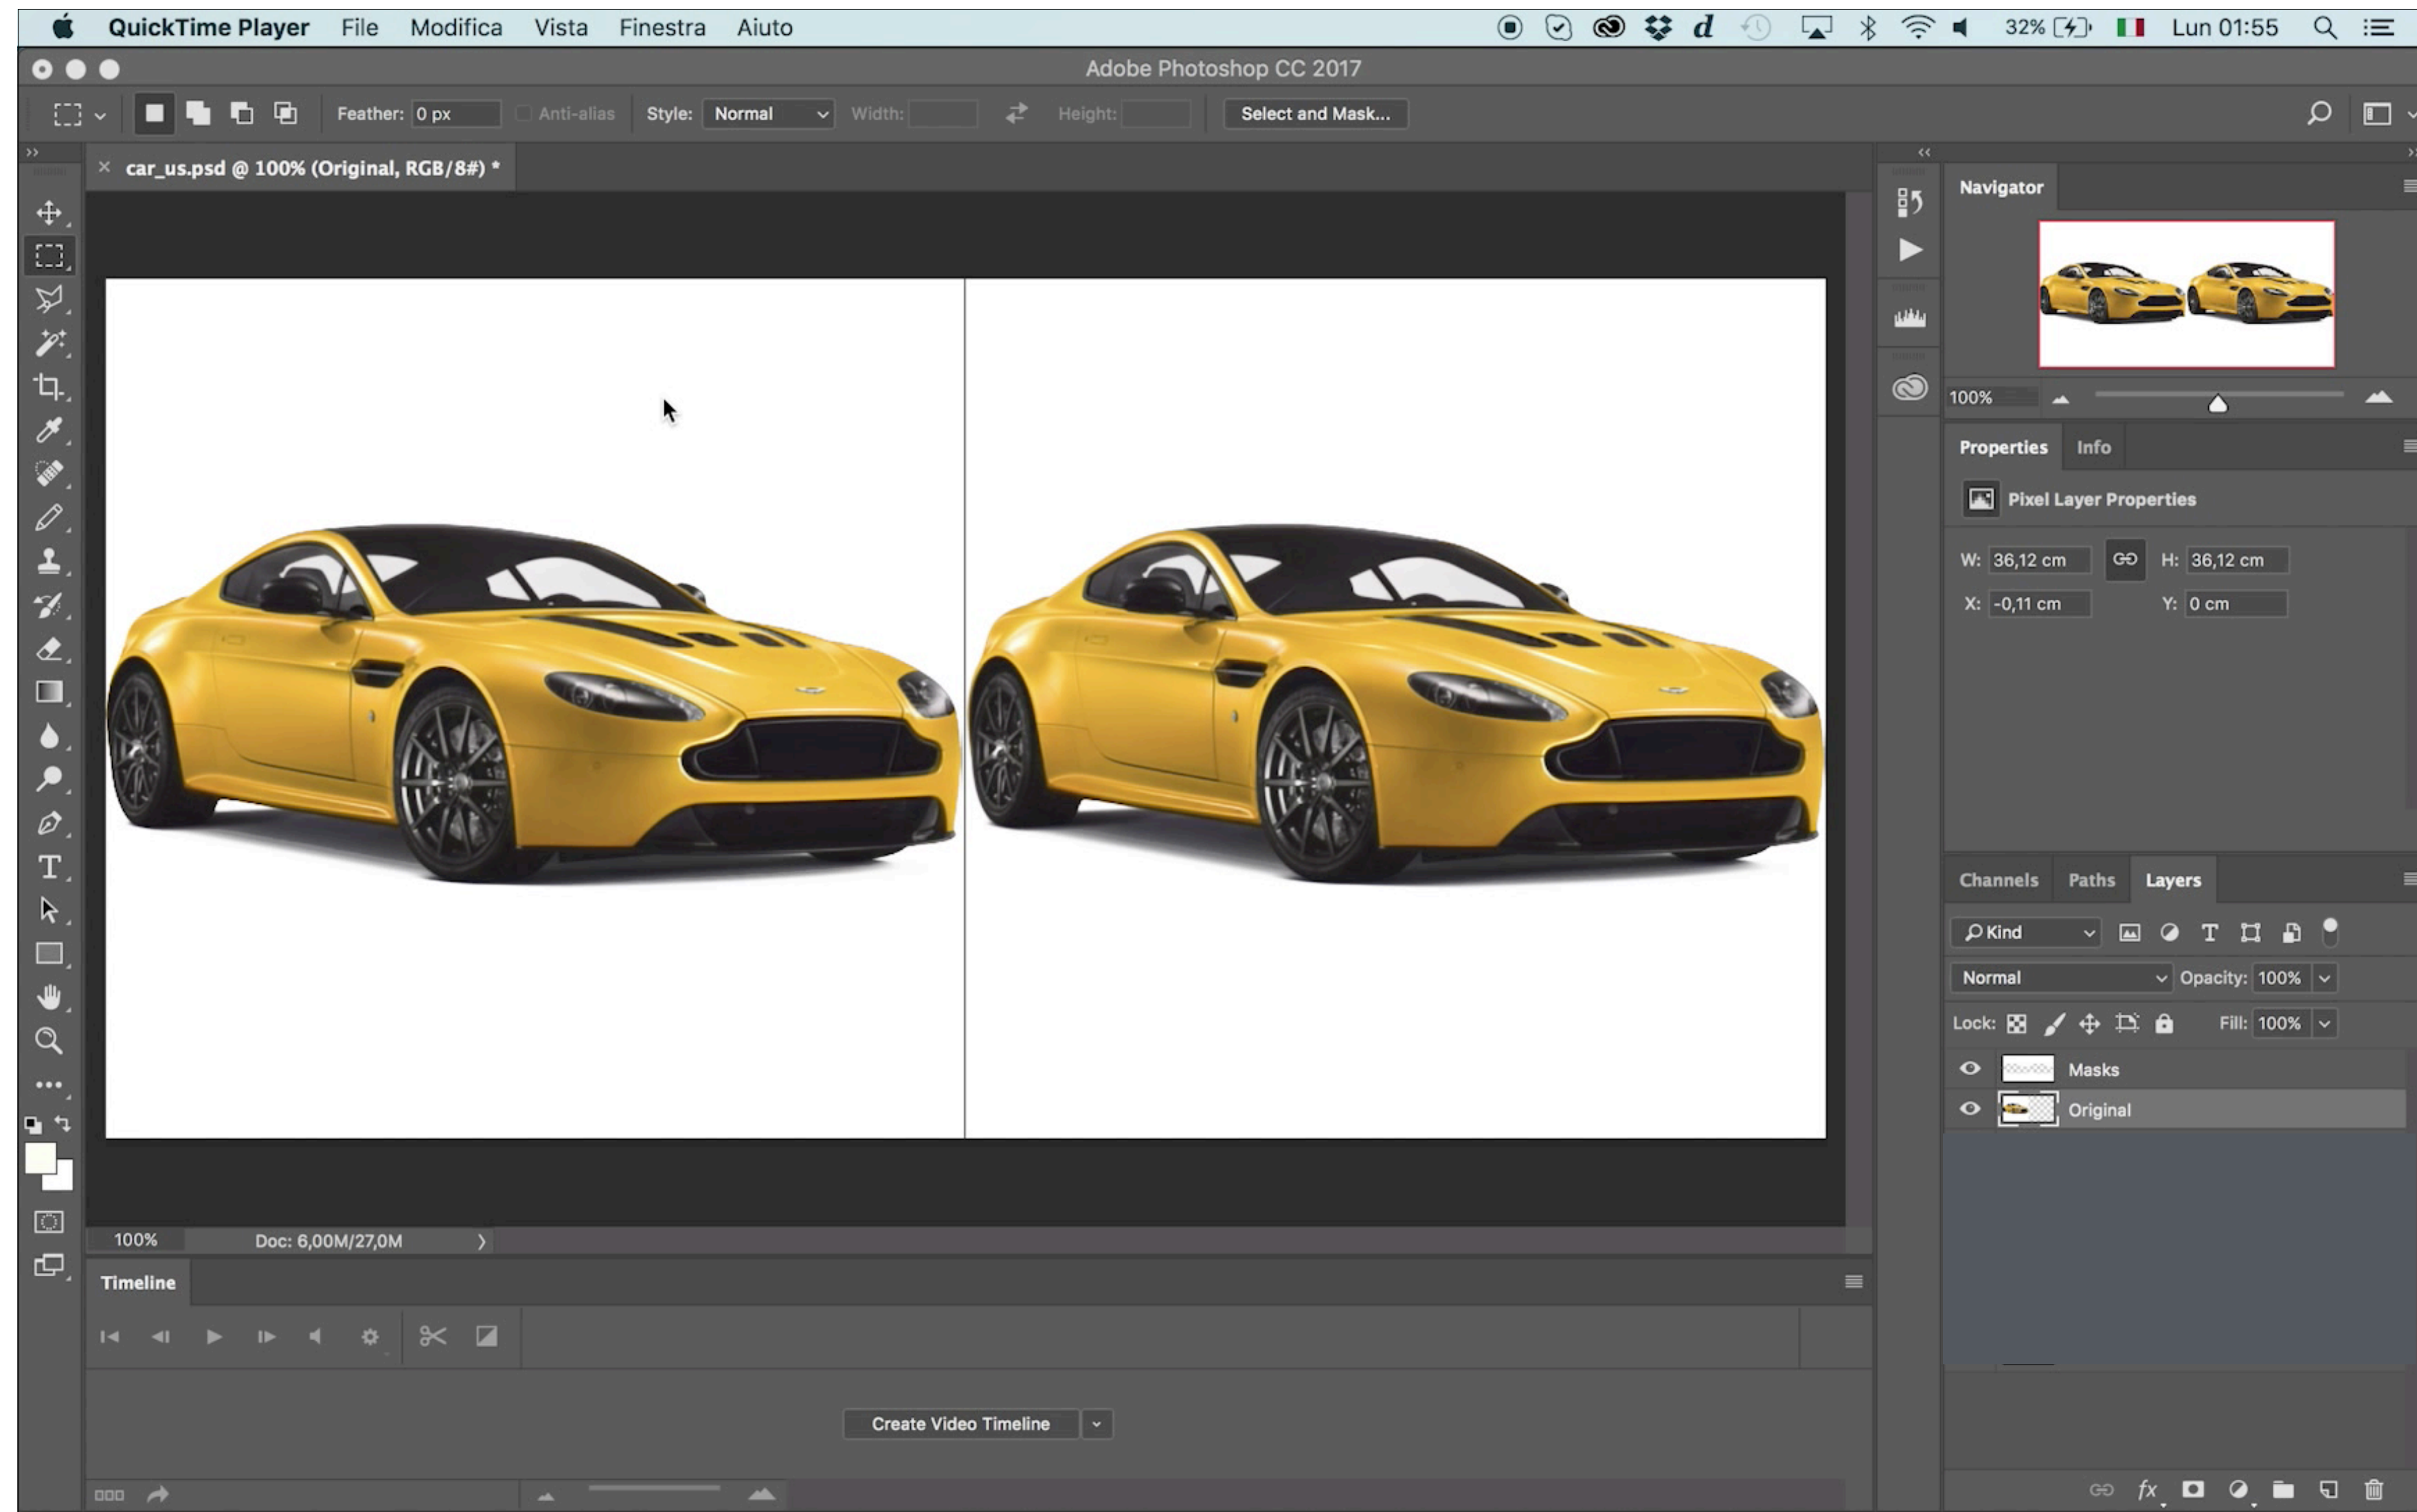 QuickTime Player File Modifica Vista Finestra Aiuto d 32% Lun 01:55
Adobe Photoshop CC 2017
Feather: 0 px Anti-alias Style: Normal Width: Height: Select and Mask...
× car_us.psd @ 100% (Original, RGB/8#) *
Navigator
100%
Properties Info
Pixel Layer Properties
W: 36,12 cm H: 36,12 cm
X: -0,11 cm Y: 0 cm
Channels Paths Layers
Kind
Normal Opacity: 100%
Lock: Fill: 100%
Masks
Original
100% Doc: 6,00M/27,0M
Timeline
Create Video Timeline
fx